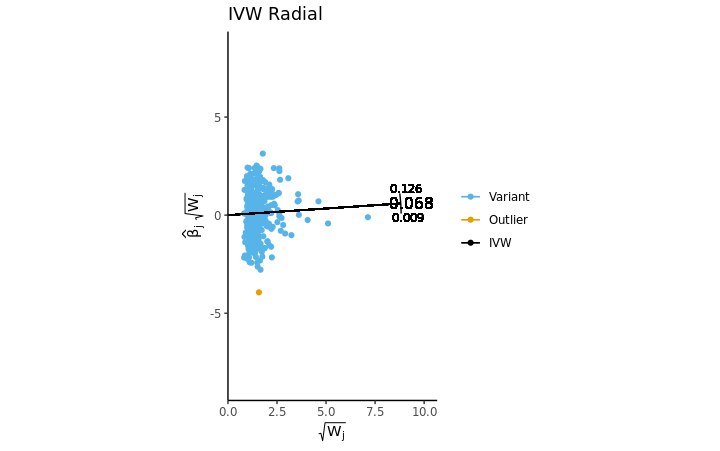 IVW Radial
5
0
-5
β̂j √Wj
0.126
0.068
0.009
0.0
2.5
5.0
7.5
10.0
√Wj
Variant
Outlier
IVW